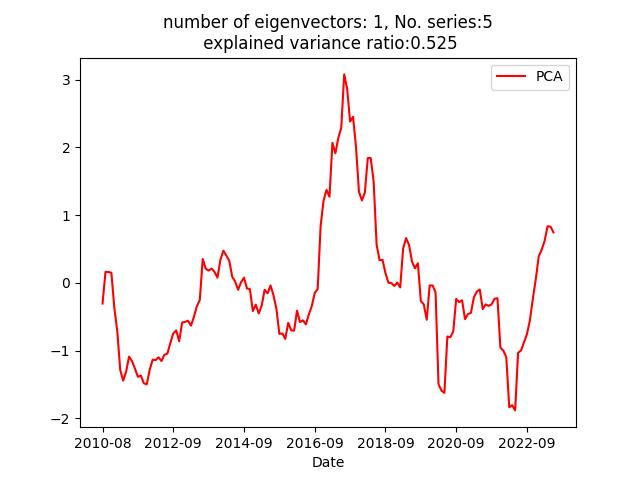 number of eigenvectors: 1, No. series:5
explained variance ratio:0.525
PCA
3
2
1
0
−1
−2
2010-08 2012-09 2014-09 2016-09 2018-09 2020-09 2022-09
Date